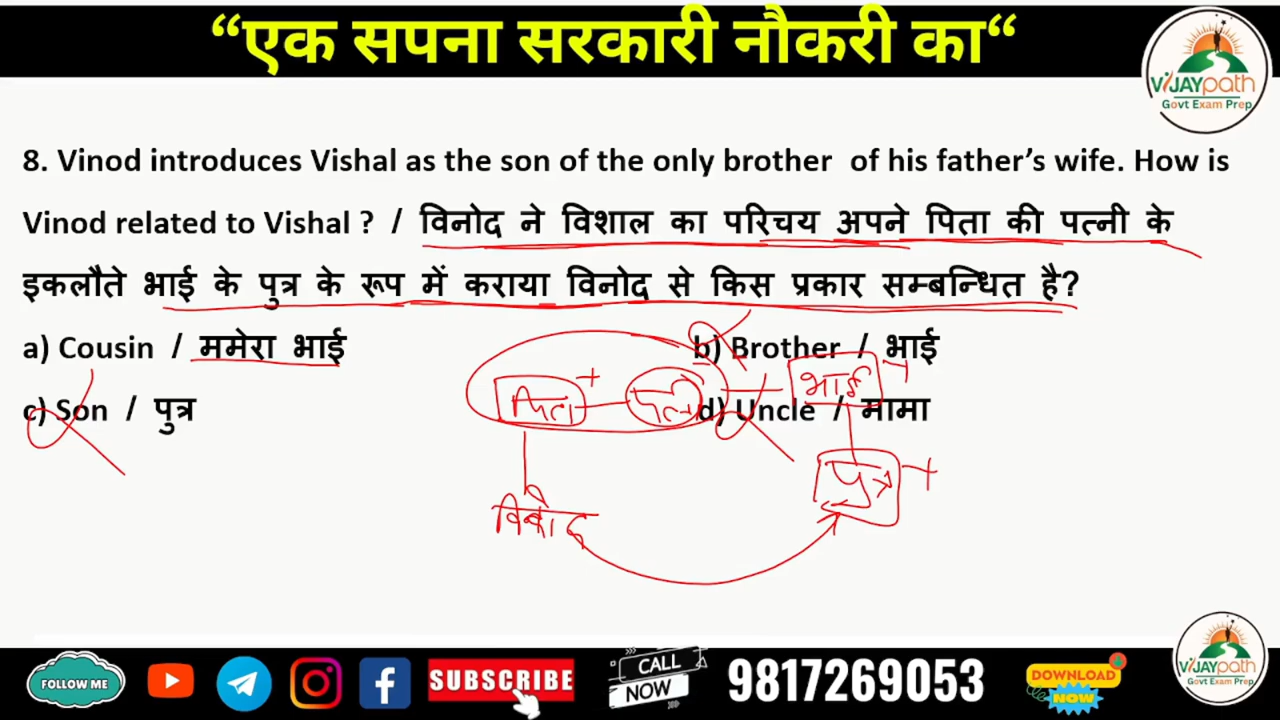 “एक सपना सरकारी नौकरी का“
ViJAYpath
Govt Exam Prep
8. Vinod introduces Vishal as the son of the only brother of his father’s wife. How is
Vinod related to Vishal ? / विनोद ने विशाल का परिचय अपने पिता की पत्नी के
इकलौते भाई के पुत्र के रूप में कराया विनोद से किस प्रकार सम्बन्धित है?
a) Cousin / ममेरा भाई
b) Brother / भाई
c) Son / पुत्र
d) Uncle / मामा
पिता + पत्नी भाई +
पुत्र +
विनोद
ViJAYpath
Govt Exam Prep
FOLLOW ME
SUBSCRIBE
CALL
NOW
9817269053
DOWNLOAD
NOW